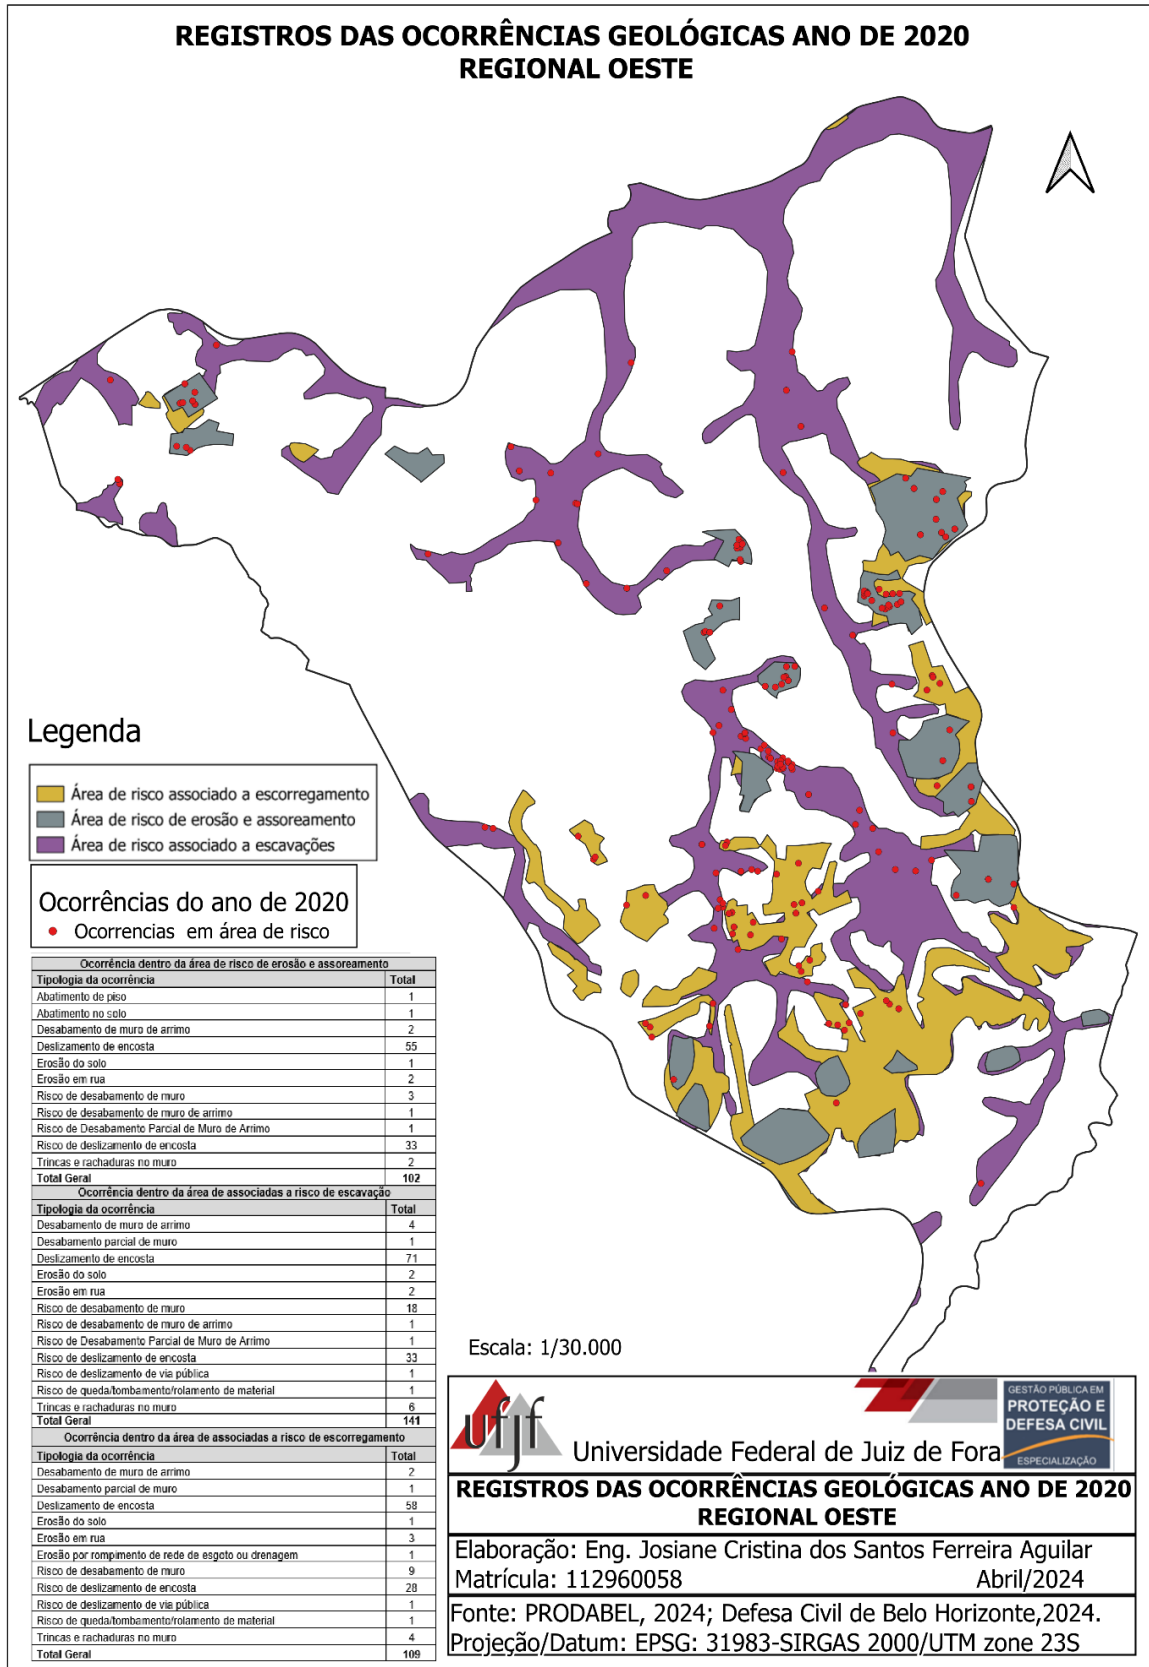 REGISTROS DAS OCORRÊNCIAS GEOLÓGICAS ANO DE 2020
REGIONAL OESTE
Legenda
Área de risco associado a escorregamento
Área de risco de erosão e assoreamento
Área de risco associado a escavações
Ocorrências do ano de 2020
Ocorrencias em área de risco
Ocorrência dentro da área de risco de erosão e assoreamento
Tipologia da ocorrência Total
Abatimento de piso 1
Abatimento no solo 1
Desabamento de muro de arrimo 2
Deslizamento de encosta 55
Erosão do solo 1
Erosão em rua 2
Risco de desabamento de muro 3
Risco de desabamento de muro de arrimo 1
Risco de Desabamento Parcial de Muro de Arrimo 1
Risco de deslizamento de encosta 33
Trincas e rachaduras no muro 2
Total Geral 102
Ocorrência dentro da área de associadas a risco de escavação
Tipologia da ocorrência Total
Desabamento de muro de arrimo 4
Desabamento parcial de muro 1
Deslizamento de encosta 71
Erosão do solo 2
Erosão em rua 2
Risco de desabamento de muro 18
Risco de desabamento de muro de arrimo 1
Risco de Desabamento Parcial de Muro de Arrimo 1
Risco de deslizamento de encosta 33
Risco de deslizamento de via pública 1
Risco de queda/tombamento/rolamento de material 1
Trincas e rachaduras no muro 6
Total Geral 141
Ocorrência dentro da área de associadas a risco de escorregamento
Tipologia da ocorrência Total
Desabamento de muro de arrimo 2
Desabamento parcial de muro 1
Deslizamento de encosta 58
Erosão do solo 1
Erosão em rua 3
Erosão por rompimento de rede de esgoto ou drenagem 1
Risco de desabamento de muro 9
Risco de deslizamento de encosta 28
Risco de deslizamento de via pública 1
Risco de queda/tombamento/rolamento de material 1
Trincas e rachaduras no muro 4
Total Geral 109
Escala: 1/30.000
ufjf
Universidade Federal de Juiz de Fora
GESTÃO PÚBLICA EM
PROTEÇÃO E
DEFESA CIVIL
ESPECIALIZAÇÃO
REGISTROS DAS OCORRÊNCIAS GEOLÓGICAS ANO DE 2020
REGIONAL OESTE
Elaboração: Eng. Josiane Cristina dos Santos Ferreira Aguilar
Matrícula: 112960058 Abril/2024
Fonte: PRODABEL, 2024; Defesa Civil de Belo Horizonte,2024.
Projeção/Datum: EPSG: 31983-SIRGAS 2000/UTM zone 23S